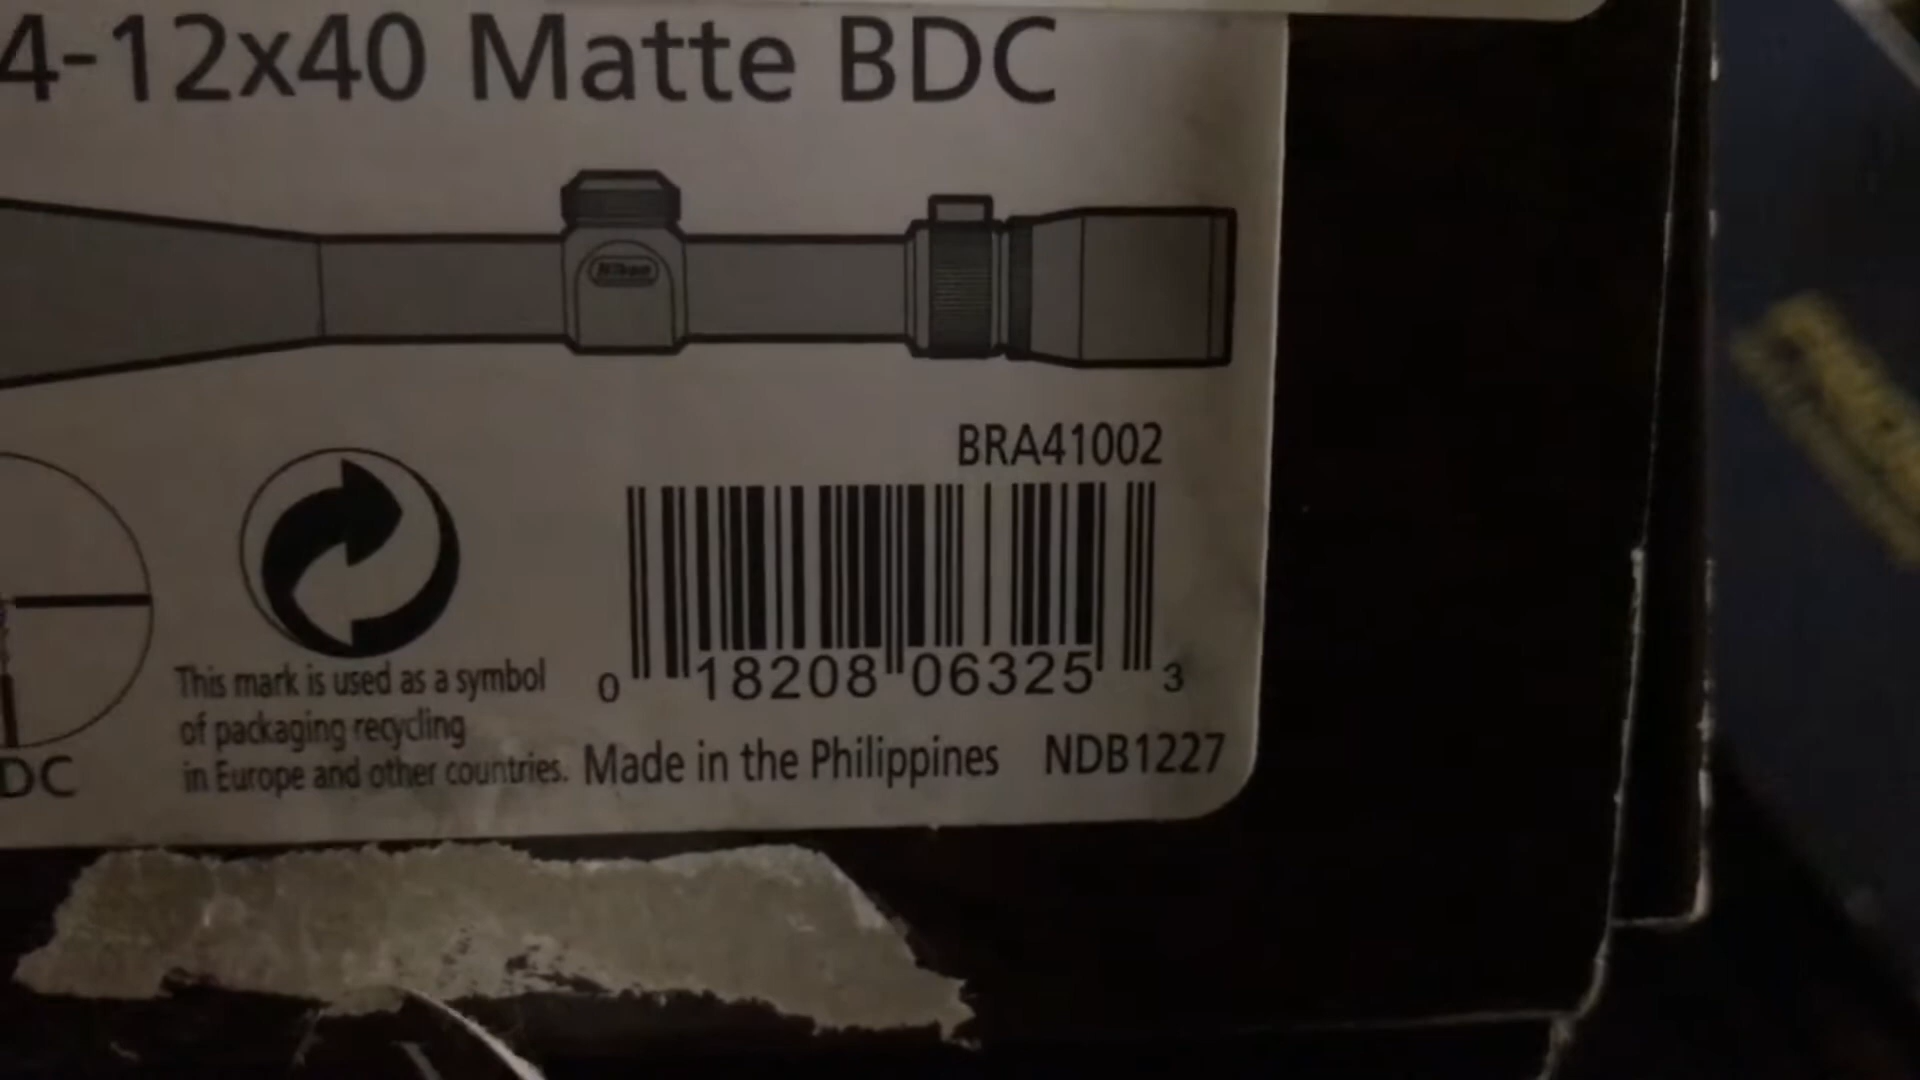 4-12x40 Matte BDC
Nikon
BRA41002
0 18208 06325 3
This mark is used as a symbol
of packaging recycling
in Europe and other countries.
Made in the Philippines NDB1227
DC